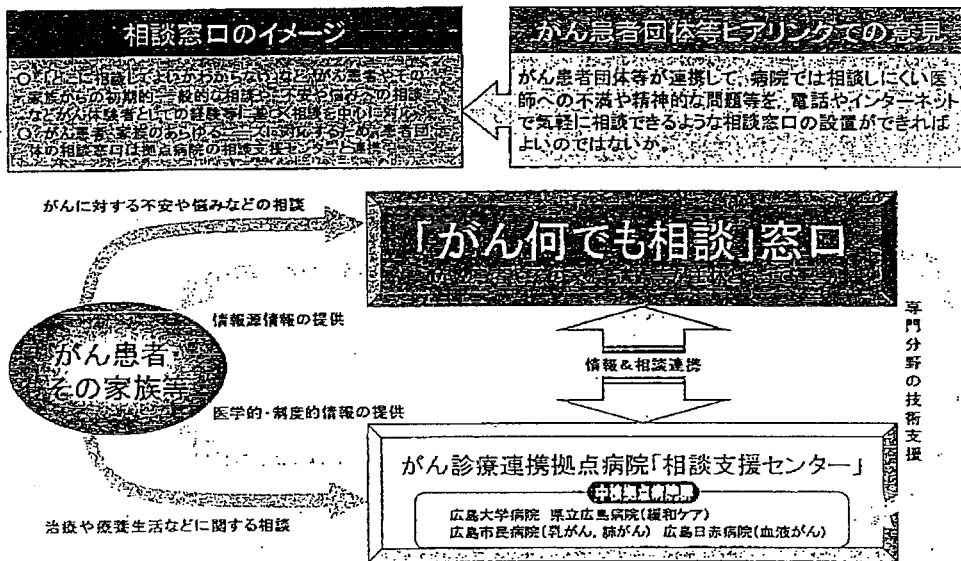 相談窓口のイメージ
○「どこに相談してよいかわからない」など、がん患者やその
家族からの初期的・一般的な相談や、不安や悩みへの相談
などがん体験者としての経験等に基づく相談を中心に対応
○ がん患者、家族のあらゆるニーズに対応するため、患者団
体の相談窓口は拠点病院の相談支援センターと連携
がん患者団体等ヒアリングでの意見
がん患者団体等が連携して、病院では相談しにくい医
師への不満や精神的な問題等を、電話やインターネット
で気軽に相談できるような相談窓口の設置ができれば
よいのではないか。
がんに対する不安や悩みなどの相談
「がん何でも相談」窓口
情報源情報の提供
がん患者
その家族等
情報&相談連携
専門分野の技術支援
医学的・制度的情報の提供
がん診療連携拠点病院「相談支援センター」
中核拠点病院
広島大学病院 県立広島病院(緩和ケア)
広島市民病院(乳がん、肺がん) 広島日赤病院(血液がん)
治療や療養生活などに関する相談